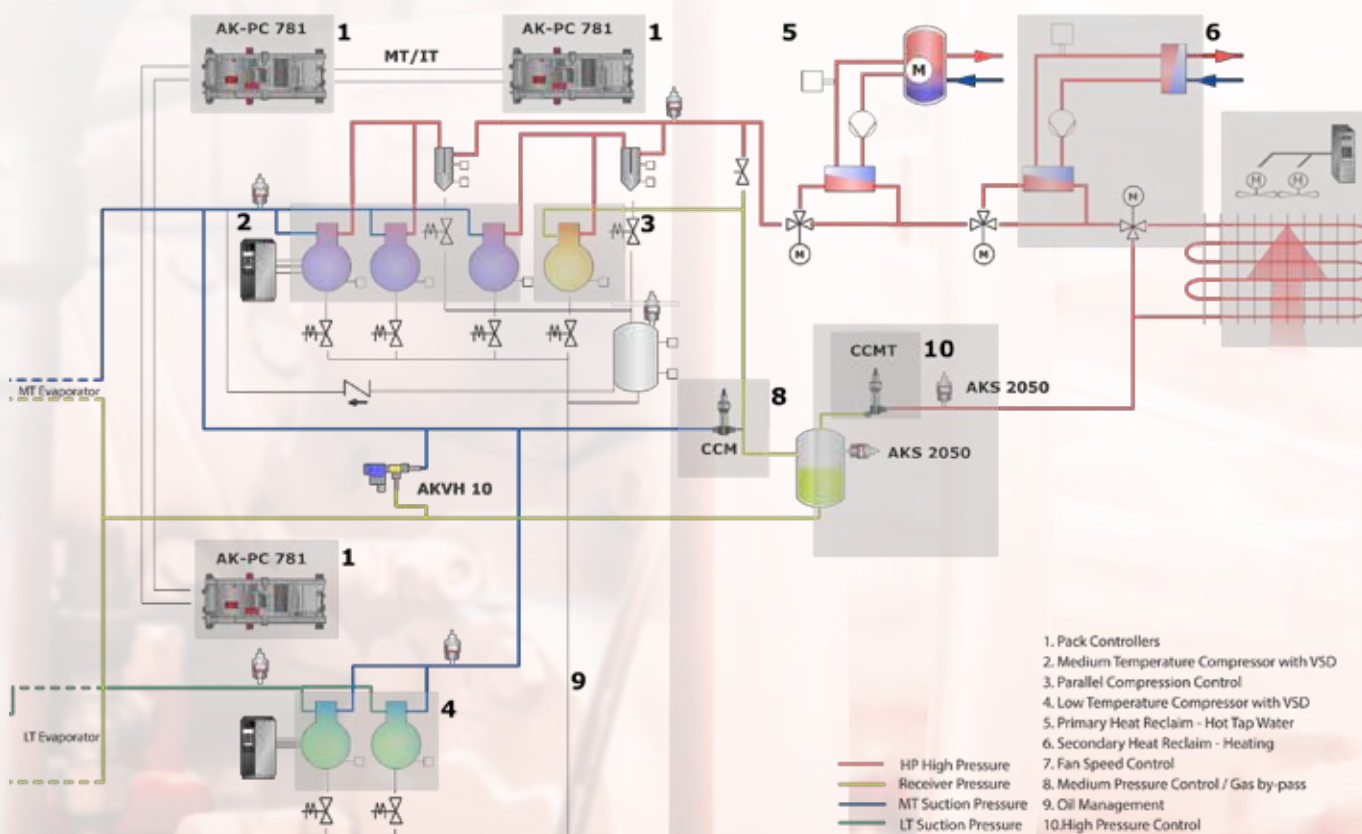 AK-PC 781 1
AK-PC 781 1
5
6
MT/IT
M
M
M
M
2
3
M
M
CCMT 10
MT Evaporator
8
AKS 2050
CCM
AKS 2050
AKVH 10
AK-PC 781 1
9
4
LT Evaporator
1. Pack Controllers
2. Medium Temperature Compressor with VSD
3. Parallel Compression Control
4. Low Temperature Compressor with VSD
5. Primary Heat Reclaim - Hot Tap Water
6. Secondary Heat Reclaim - Heating
7. Fan Speed Control
8. Medium Pressure Control / Gas by-pass
9. Oil Management
10.High Pressure Control
HP High Pressure
Receiver Pressure
MT Suction Pressure
LT Suction Pressure